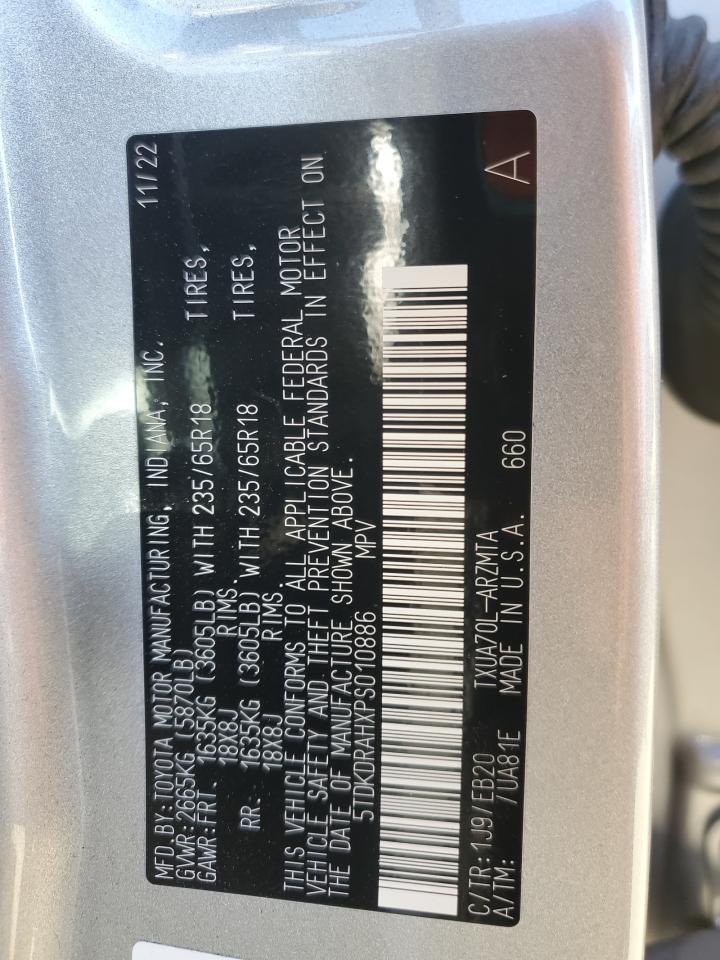 MFD.BY:TOYOTA MOTOR MANUFACTURING, INDIANA, INC. 11/22
GVWR:2665KG (5870LB)
GAWR:FRT 1635KG (3605LB) WITH 235/65R18 TIRES,
18X8J RIMS.
RR. 1635KG (3605LB) WITH 235/65R18 TIRES,
18X8J RIMS
THIS VEHICLE CONFORMS TO ALL APPLICABLE FEDERAL MOTOR
VEHICLE SAFETY AND THEFT PREVENTION STANDARDS IN EFFECT ON
THE DATE OF MANUFACTURE SHOWN ABOVE.
5TDKDRAHXPS010886 MPV
C/TR:1J9/EB20 TXUA70L-ARZMTA
A/TM: /UA81E MADE IN U.S.A. 660
A